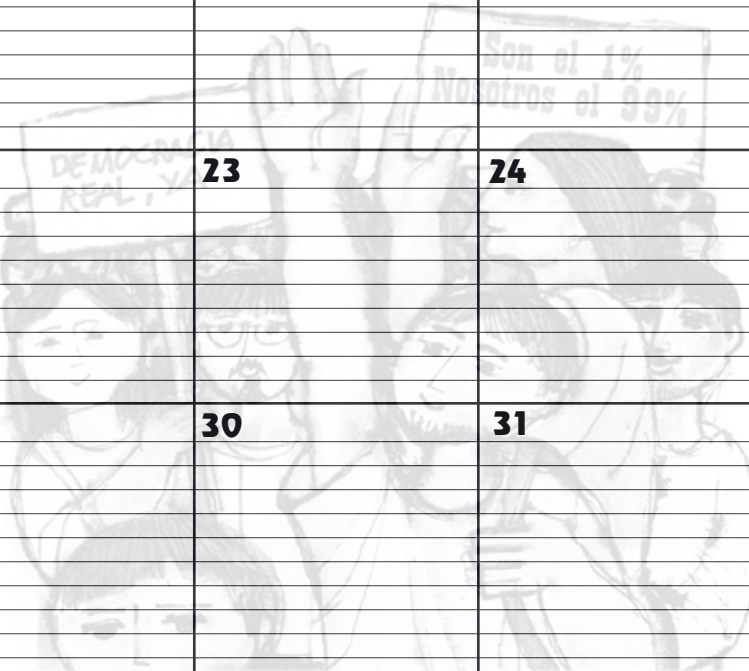 Son el 1%
Nosotros el 99%
DEMOCRACIA
REAL, YA
23
24
30
31